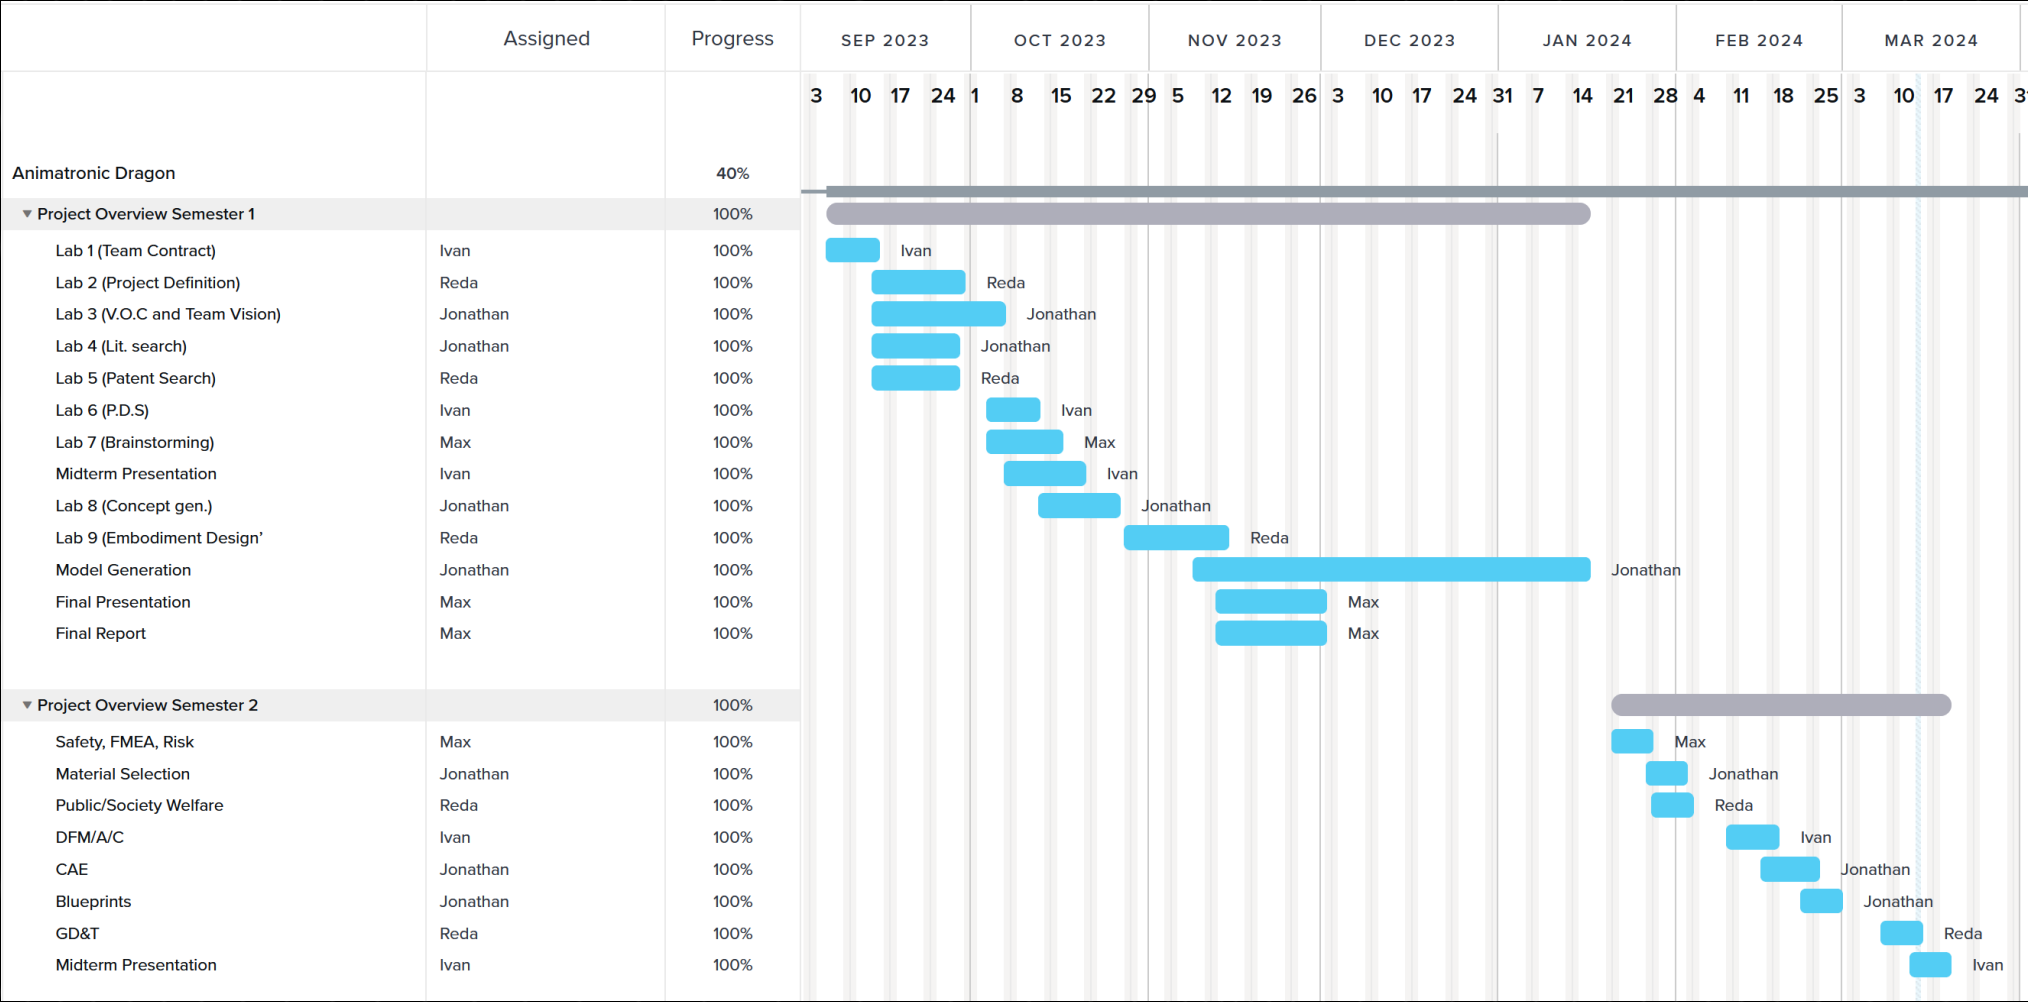 Assigned Progress SEP 2023 OCT 2023 NOV 2023 DEC 2023 JAN 2024 FEB 2024 MAR 2024
3 10 17 24 1 8 15 22 29 5 12 19 26 3 10 17 24 31 7 14 21 28 4 11 18 25 3 10 17 24
Animatronic Dragon 40%
Project Overview Semester 1 100%
Lab 1 (Team Contract) Ivan 100% Ivan
Lab 2 (Project Definition) Reda 100% Reda
Lab 3 (V.O.C and Team Vision) Jonathan 100% Jonathan
Lab 4 (Lit. search) Jonathan 100% Jonathan
Lab 5 (Patent Search) Reda 100% Reda
Lab 6 (P.D.S) Ivan 100% Ivan
Lab 7 (Brainstorming) Max 100% Max
Midterm Presentation Ivan 100% Ivan
Lab 8 (Concept gen.) Jonathan 100% Jonathan
Lab 9 (Embodiment Design’ Reda 100% Reda
Model Generation Jonathan 100% Jonathan
Final Presentation Max 100% Max
Final Report Max 100% Max
Project Overview Semester 2 100%
Safety, FMEA, Risk Max 100% Max
Material Selection Jonathan 100% Jonathan
Public/Society Welfare Reda 100% Reda
DFM/A/C Ivan 100% Ivan
CAE Jonathan 100% Jonathan
Blueprints Jonathan 100% Jonathan
GD&T Reda 100% Reda
Midterm Presentation Ivan 100% Ivan